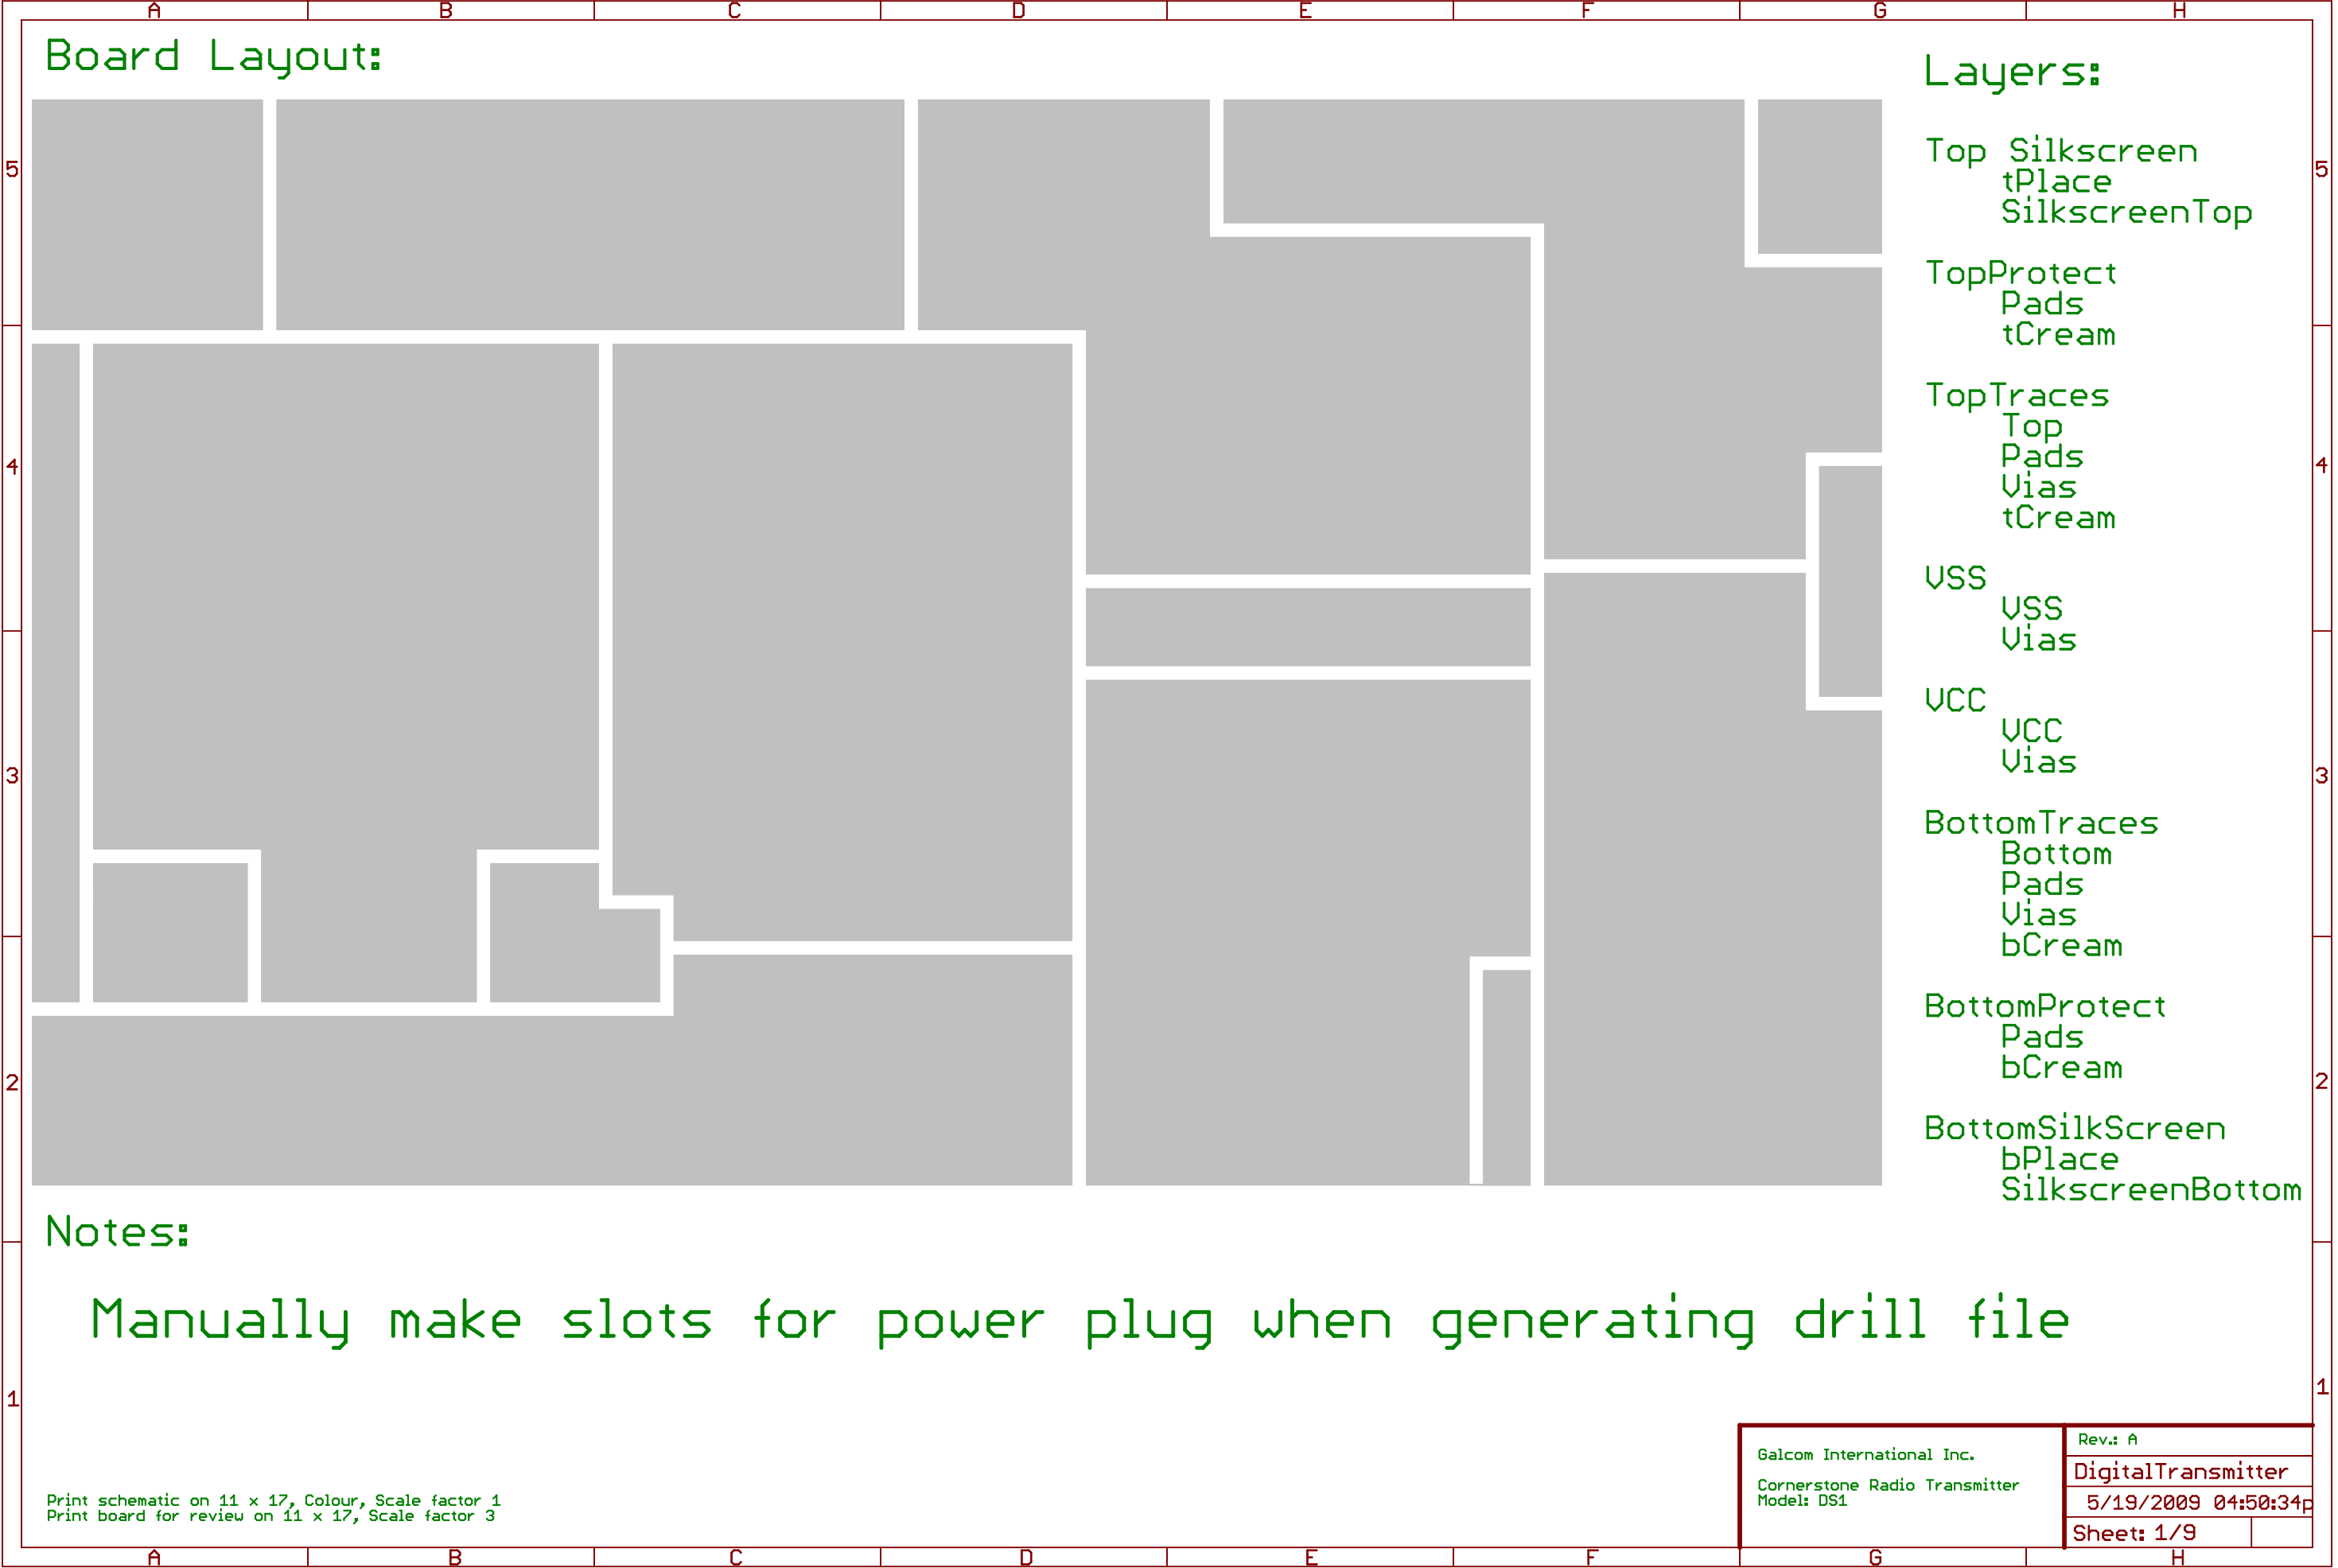 A B C D E F G H
Board Layout:
Layers:
Top Silkscreen
tPlace
SilkscreenTop
TopProtect
Pads
tCream
TopTraces
Top
Pads
Vias
tCream
VSS
VSS
Vias
VCC
VCC
Vias
BottomTraces
Bottom
Pads
Vias
bCream
BottomProtect
Pads
bCream
BottomSilkScreen
bPlace
SilkscreenBottom
5 5
4 4
3 3
2 2
1 1
Notes:
Manually make slots for power plug when generating drill file
Print schematic on 11 x 17, Colour, Scale factor 1
Print board for review on 11 x 17, Scale factor 3
Galcom International Inc.
Cornerstone Radio Transmitter
Model: DS1
Rev.: A
DigitalTransmitter
5/19/2009 04:50:34p
Sheet: 1/9
A B C D E F G H